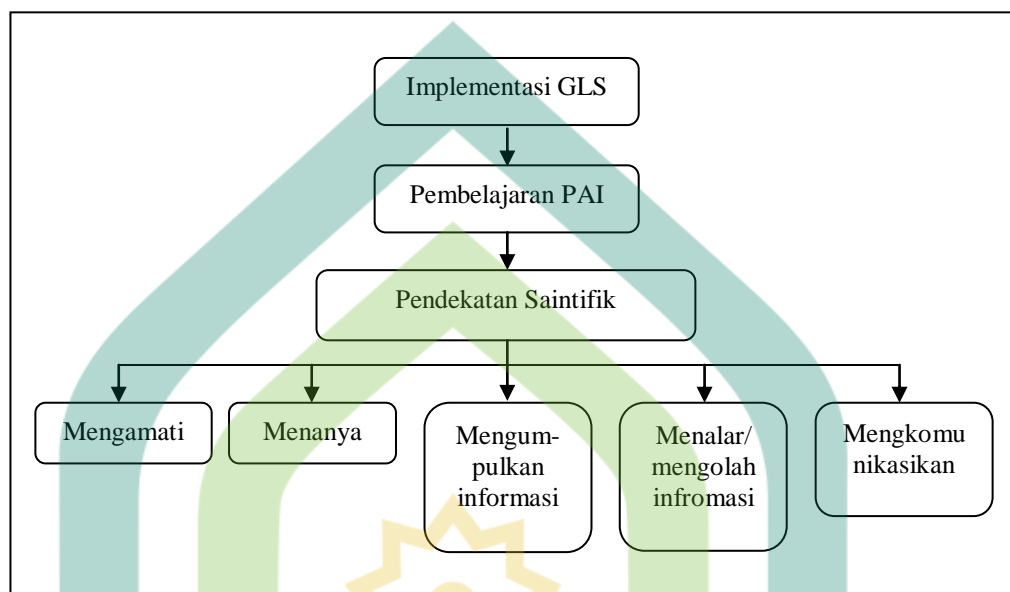 Implementasi GLS
Pembelajaran PAI
Pendekatan Saintifik
Mengamati
Menanya
Mengum-
pulkan
informasi
Menalar/
mengolah
infromasi
Mengkomu
nikasikan